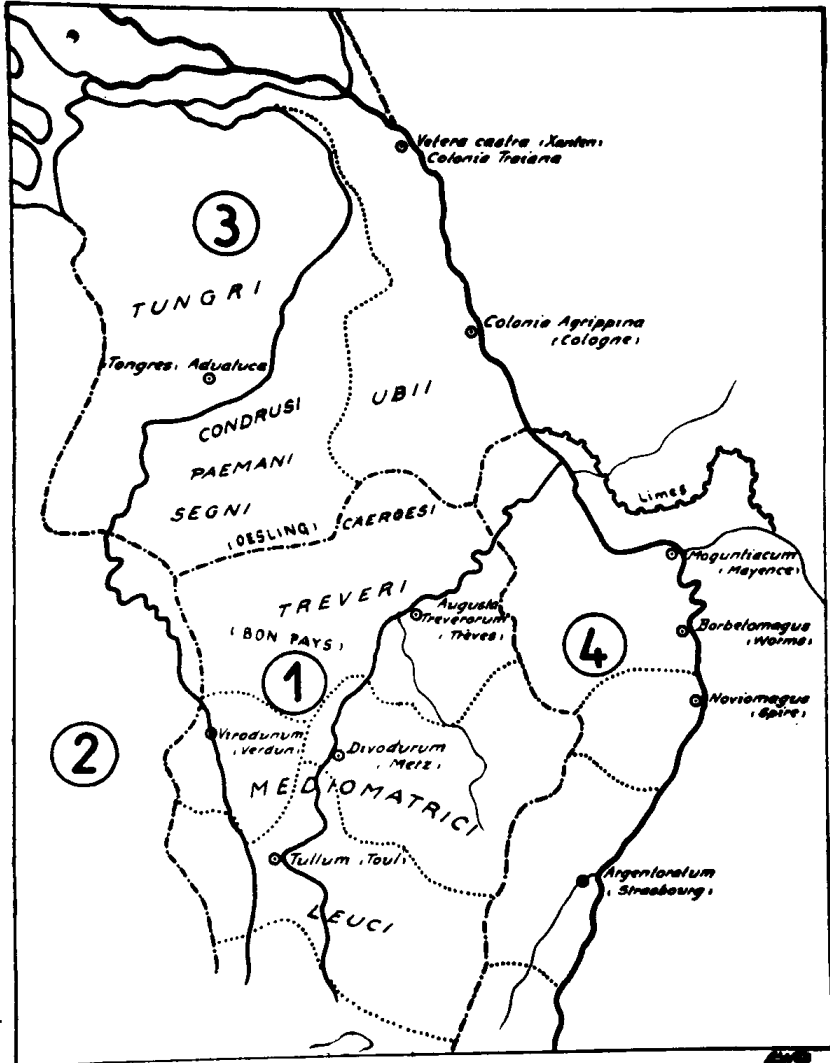 Vetera castra (Xanten)
Colonia Traiana
3
TUNGRI
Colonia Agrippina
(Cologne)
Tongres, Aduatuca
UBII
CONDRUSI
PAEMANI
SEGNI
(OESLING)
CAEROESI
Limes
Moguntiacum
(Mayence)
TREVERI
(BON PAYS)
Augusta
Treverorum
(Trèves)
4
Borbetomagus
(Worms)
1
Noviomagus
(Spire)
2
Virodunum
(Verdun)
Divodurum
(Metz)
MEDIOMATRICI
Tullum (Toul)
Argentoratum
(Strasbourg)
LEUCI